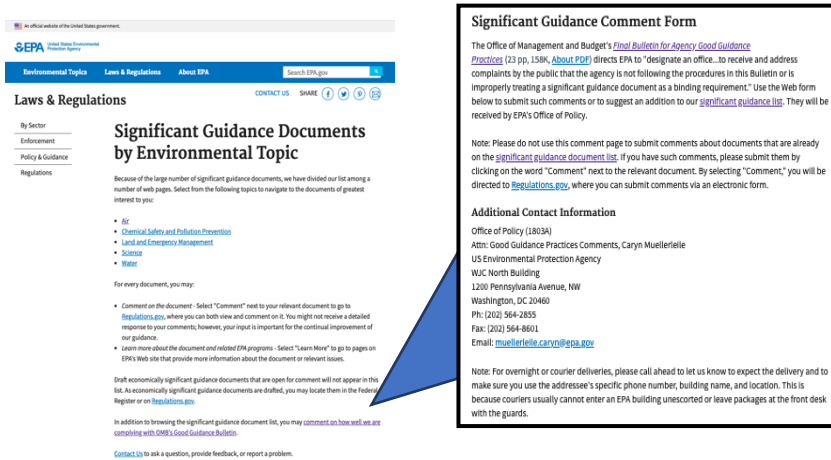 An official website of the United States government.
EPA United States Environmental
Protection Agency
Environmental Topics Laws & Regulations About EPA Search EPA.gov
CONTACT US SHARE
Laws & Regulations
By Sector
Enforcement
Policy & Guidance
Regulations
Significant Guidance Documents
by Environmental Topic
Because of the large number of significant guidance documents, we have divided our list among a
number of web pages. Select from the following topics to navigate to the documents of greatest
interest to you:
• Air
• Chemical Safety and Pollution Prevention
• Land and Emergency Management
• Science
• Water
For every document, you may:
• Comment on the document - Select "Comment" next to your relevant document to go to
Regulations.gov, where you can both view and comment on it. You might not receive a detailed
response to your comments; however, your input is important for the continual improvement of
our guidance.
• Learn more about the document and related EPA programs - Select "Learn More" to go to pages on
EPA's Web site that provide more information about the document or relevant issues.
Draft economically significant guidance documents that are open for comment will not appear in this
list. As economically significant guidance documents are drafted, you may locate them in the Federal
Register or on Regulations.gov.
In addition to browsing the significant guidance document list, you may comment on how well we are
complying with OMB's Good Guidance Bulletin.
Contact Us to ask a question, provide feedback, or report a problem.
Significant Guidance Comment Form
The Office of Management and Budget's Final Bulletin for Agency Good Guidance
Practices (23 pp, 158K, About PDF) directs EPA to "designate an office...to receive and address
complaints by the public that the agency is not following the procedures in this Bulletin or is
improperly treating a significant guidance document as a binding requirement." Use the Web form
below to submit such comments or to suggest an addition to our significant guidance list. They will be
received by EPA's Office of Policy.
Note: Please do not use this comment page to submit comments about documents that are already
on the significant guidance document list. If you have such comments, please submit them by
clicking on the word "Comment" next to the relevant document. By selecting "Comment," you will be
directed to Regulations.gov, where you can submit comments via an electronic form.
Additional Contact Information
Office of Policy (1803A)
Attn: Good Guidance Practices Comments, Caryn Muellerleile
US Environmental Protection Agency
WJC North Building
1200 Pennsylvania Avenue, NW
Washington, DC 20460
Ph: (202) 564-2855
Fax: (202) 564-8601
Email: muellerleile.caryn@epa.gov
Note: For overnight or courier deliveries, please call ahead to let us know to expect the delivery and to
make sure you use the addressee's specific phone number, building name, and location. This is
because couriers usually cannot enter an EPA building unescorted or leave packages at the front desk
with the guards.